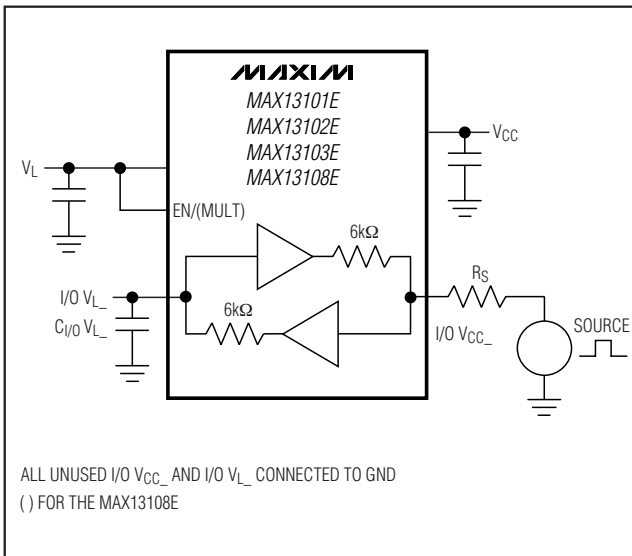 MAXIM
MAX13101E
MAX13102E
MAX13103E
MAX13108E
VL
VCC
EN/(MULT)
6kΩ
RS
I/O VL_
6kΩ
CI/O VL_
I/O VCC_
SOURCE
ALL UNUSED I/O VCC_ AND I/O VL_ CONNECTED TO GND
( ) FOR THE MAX13108E